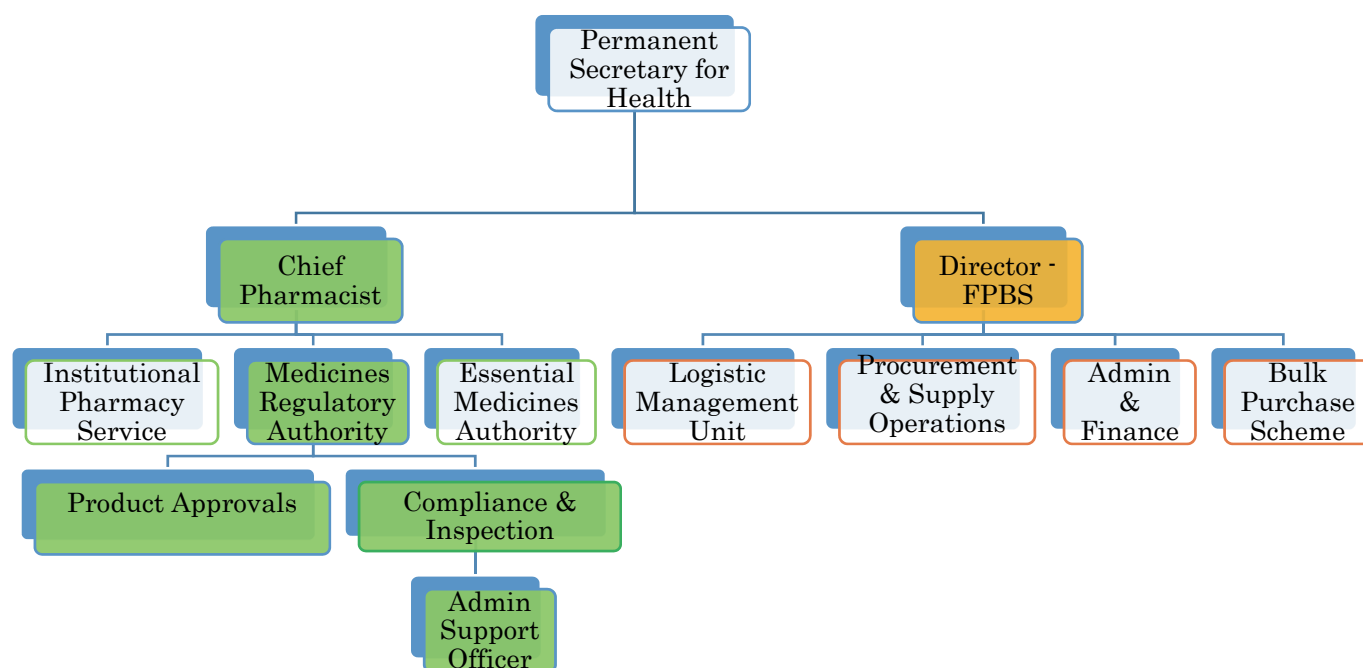 Permanent
Secretary for
Health
Chief
Pharmacist
Director -
FPBS
Institutional
Pharmacy
Service
Medicines
Regulatory
Authority
Essential
Medicines
Authority
Logistic
Management
Unit
Procurement
& Supply
Operations
Admin
&
Finance
Bulk
Purchase
Scheme
Product Approvals
Compliance &
Inspection
Admin
Support
Officer